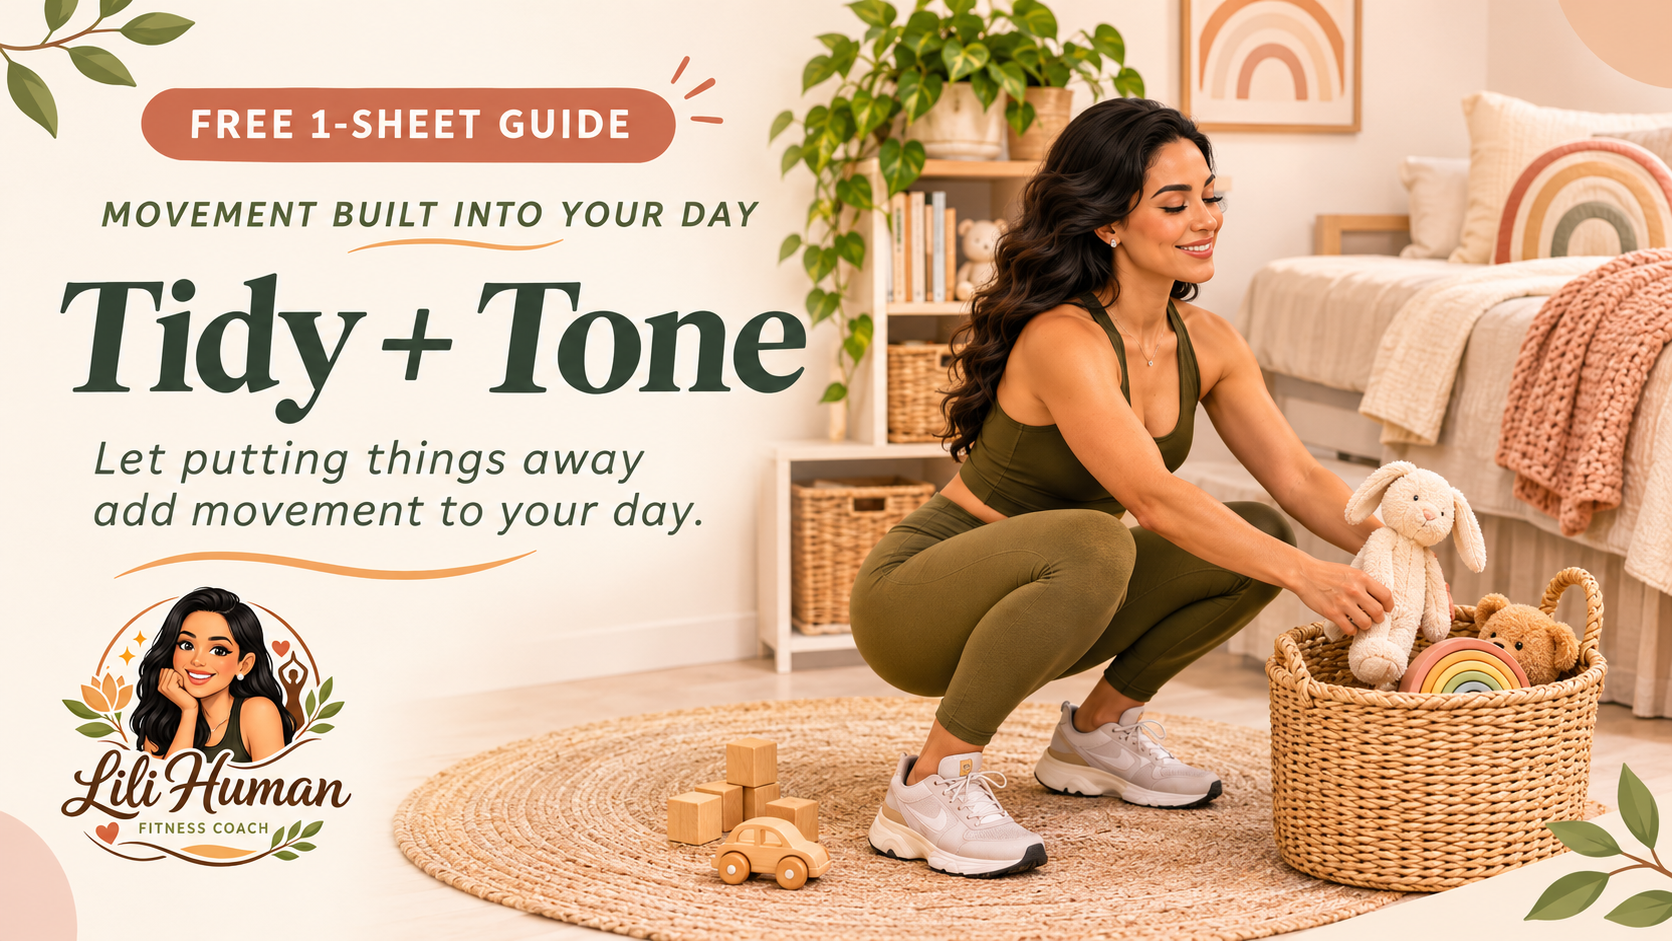 FREE 1-SHEET GUIDE
MOVEMENT BUILT INTO YOUR DAY
Tidy + Tone
Let putting things away
add movement to your day.
Lili Human
FITNESS COACH